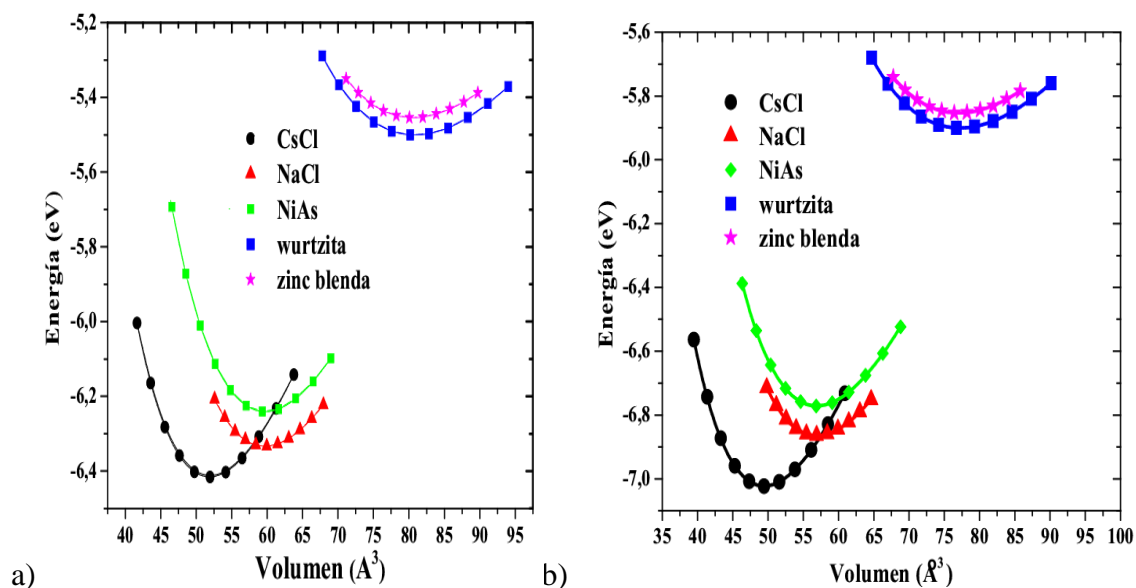 -5,2
-5,4
-5,6
-5,8
-6,0
-6,2
-6,4
Energía (eV)
CsCl
NaCl
NiAs
wurtzita
zinc blenda
40 45 50 55 60 65 70 75 80 85 90 95
Volumen (A³)
a)
-5,6
-5,8
-6,0
-6,2
-6,4
-6,6
-6,8
-7,0
Energía (eV)
CsCl
NaCl
NiAs
wurtzita
zinc blenda
35 40 45 50 55 60 65 70 75 80 85 90 95 100
Volumen (Å³)
b)